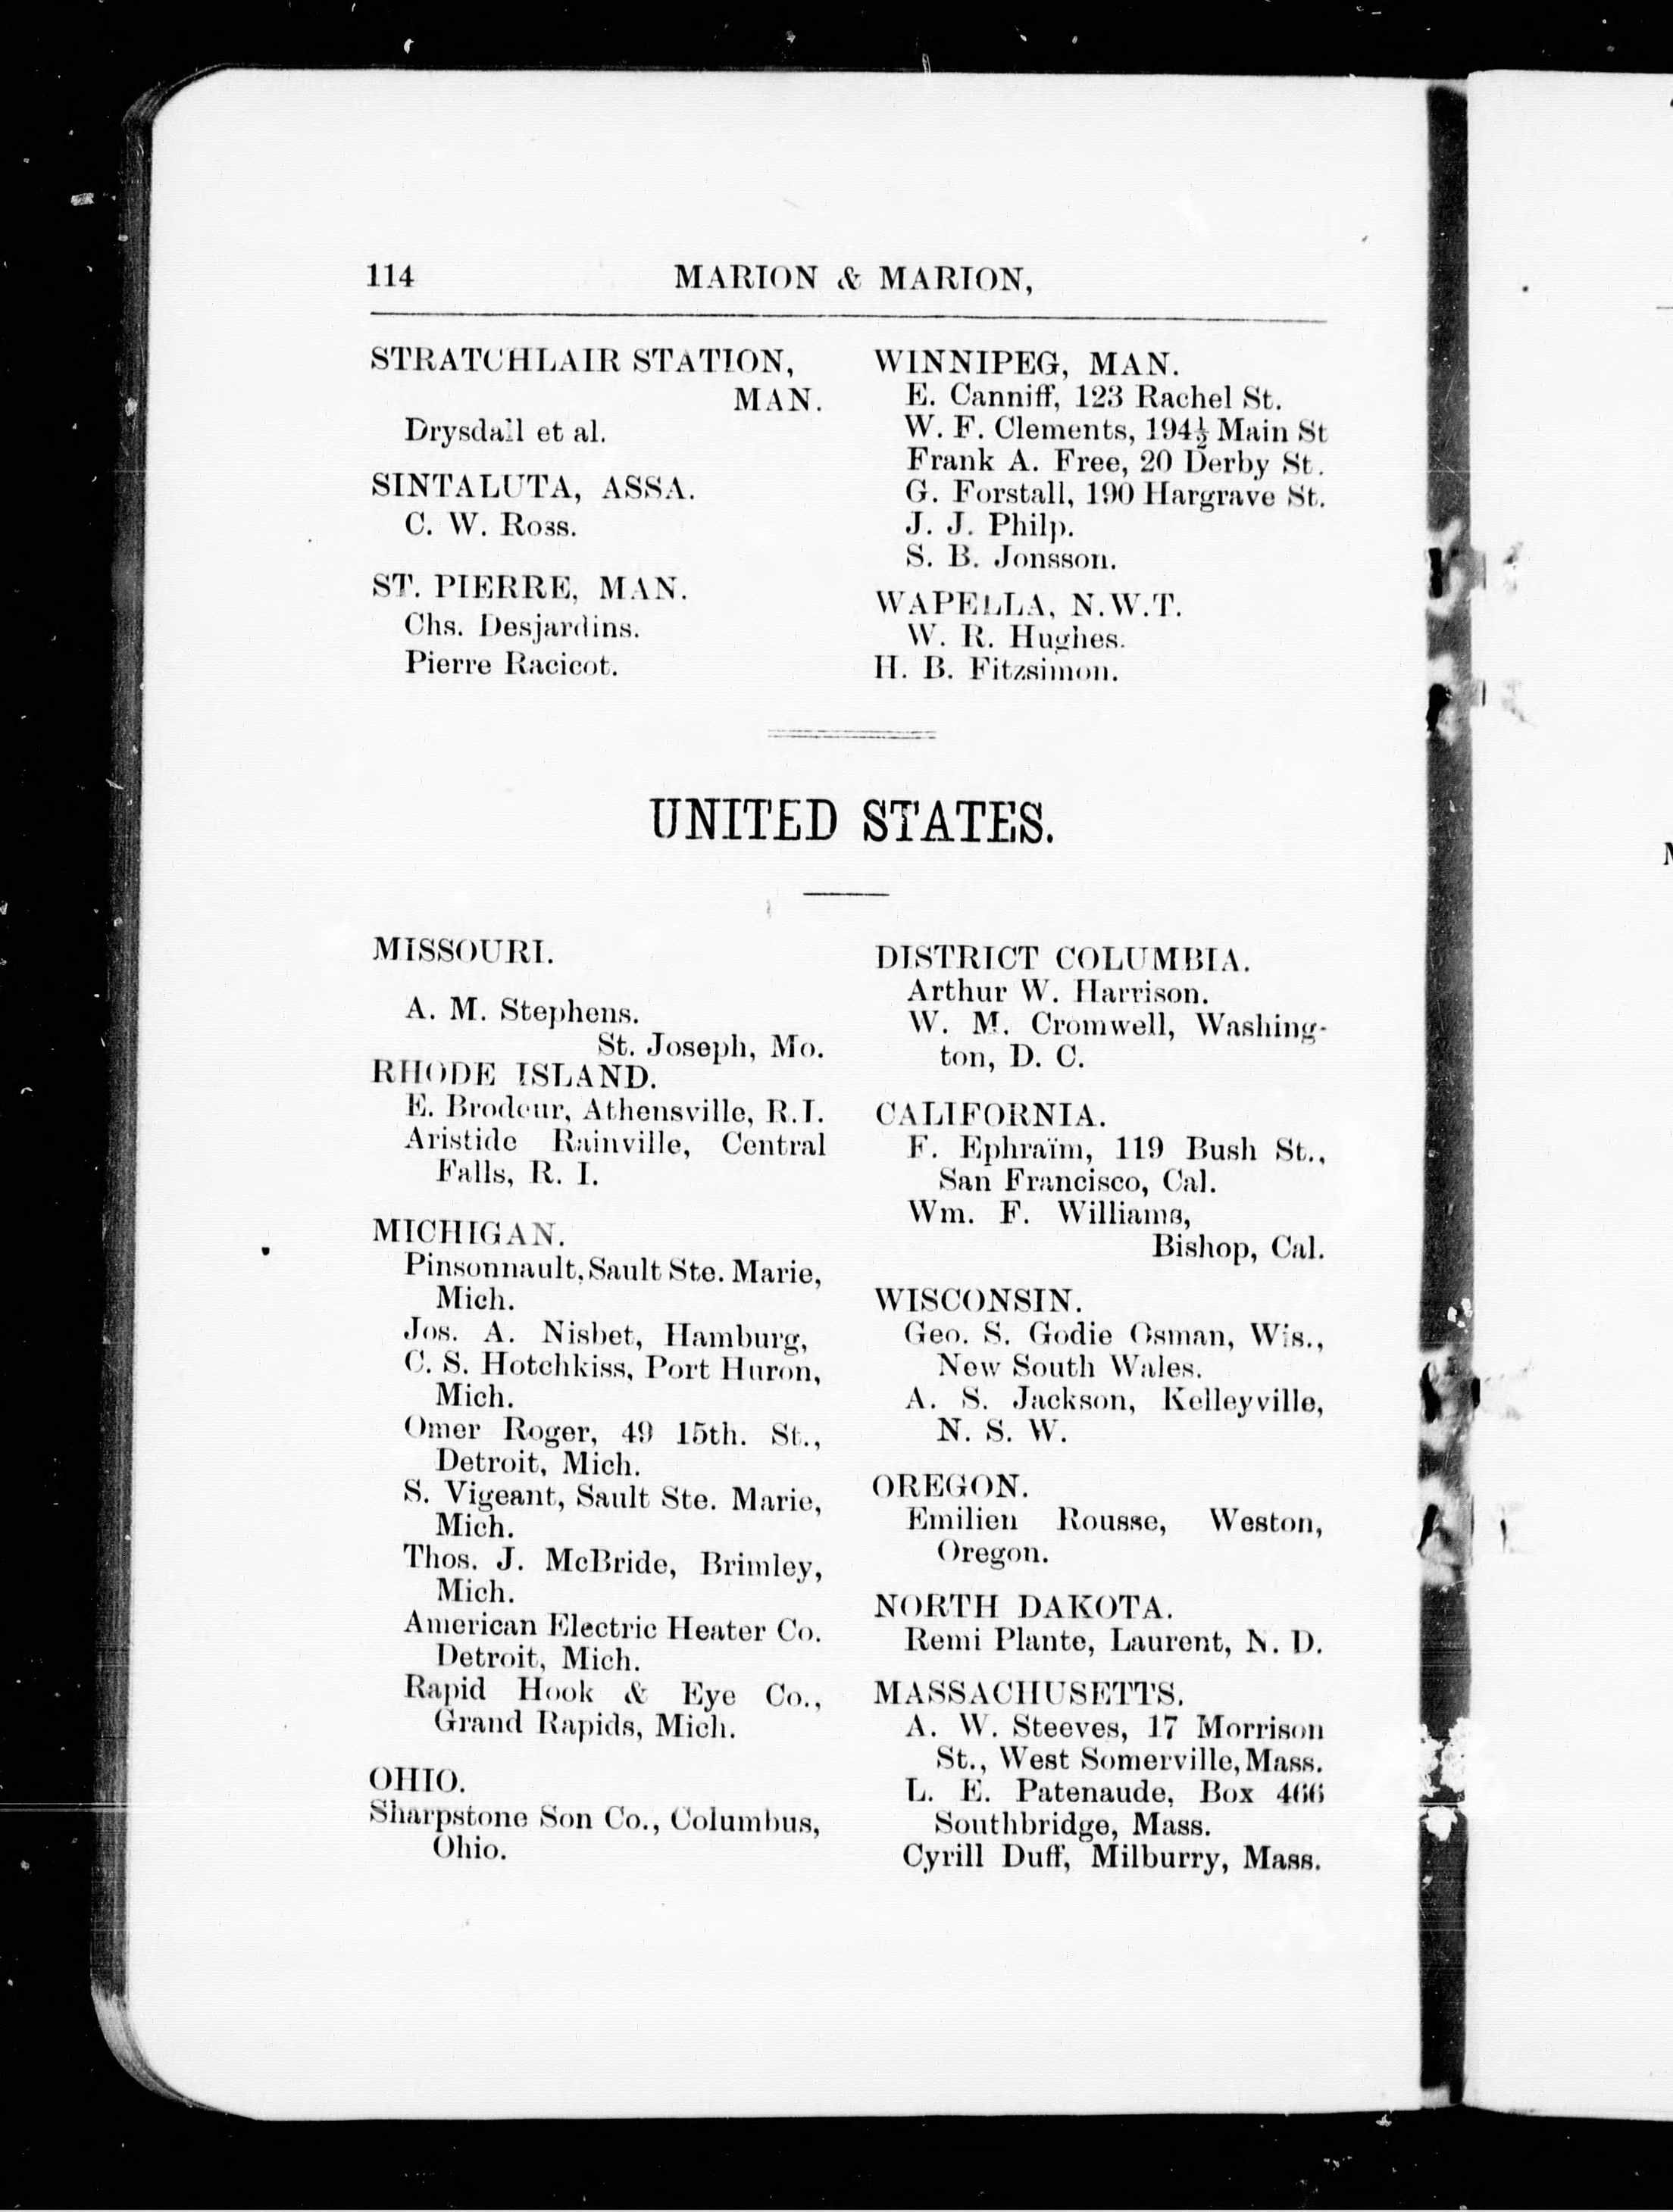 114 MARION & MARION,
STRATCHLAIR STATION,
MAN.
Drysdall et al.
SINTALUTA, ASSA.
C. W. Ross.
ST. PIERRE, MAN.
Chs. Desjardins.
Pierre Racicot.
WINNIPEG, MAN.
E. Canniff, 123 Rachel St.
W. F. Clements, 194½ Main St
Frank A. Free, 20 Derby St.
G. Forstall, 190 Hargrave St.
J. J. Philp.
S. B. Jonsson.
WAPELLA, N.W.T.
W. R. Hughes.
H. B. Fitzsimon.
UNITED STATES.
MISSOURI.
A. M. Stephens.
St. Joseph, Mo.
RHODE ISLAND.
E. Brodeur, Athensville, R.I.
Aristide Rainville, Central
Falls, R. I.
MICHIGAN.
Pinsonnault, Sault Ste. Marie,
Mich.
Jos. A. Nisbet, Hamburg,
C. S. Hotchkiss, Port Huron,
Mich.
Omer Roger, 49 15th. St.,
Detroit, Mich.
S. Vigeant, Sault Ste. Marie,
Mich.
Thos. J. McBride, Brimley,
Mich.
American Electric Heater Co.
Detroit, Mich.
Rapid Hook & Eye Co.,
Grand Rapids, Mich.
OHIO.
Sharpstone Son Co., Columbus,
Ohio.
DISTRICT COLUMBIA.
Arthur W. Harrison.
W. M. Cromwell, Washing-
ton, D. C.
CALIFORNIA.
F. Ephraïm, 119 Bush St.,
San Francisco, Cal.
Wm. F. Williams,
Bishop, Cal.
WISCONSIN.
Geo. S. Godie Osman, Wis.,
New South Wales.
A. S. Jackson, Kelleyville,
N. S. W.
OREGON.
Emilien Rousse, Weston,
Oregon.
NORTH DAKOTA.
Remi Plante, Laurent, N. D.
MASSACHUSETTS.
A. W. Steeves, 17 Morrison
St., West Somerville, Mass.
L. E. Patenaude, Box 466
Southbridge, Mass.
Cyrill Duff, Milburry, Mass.